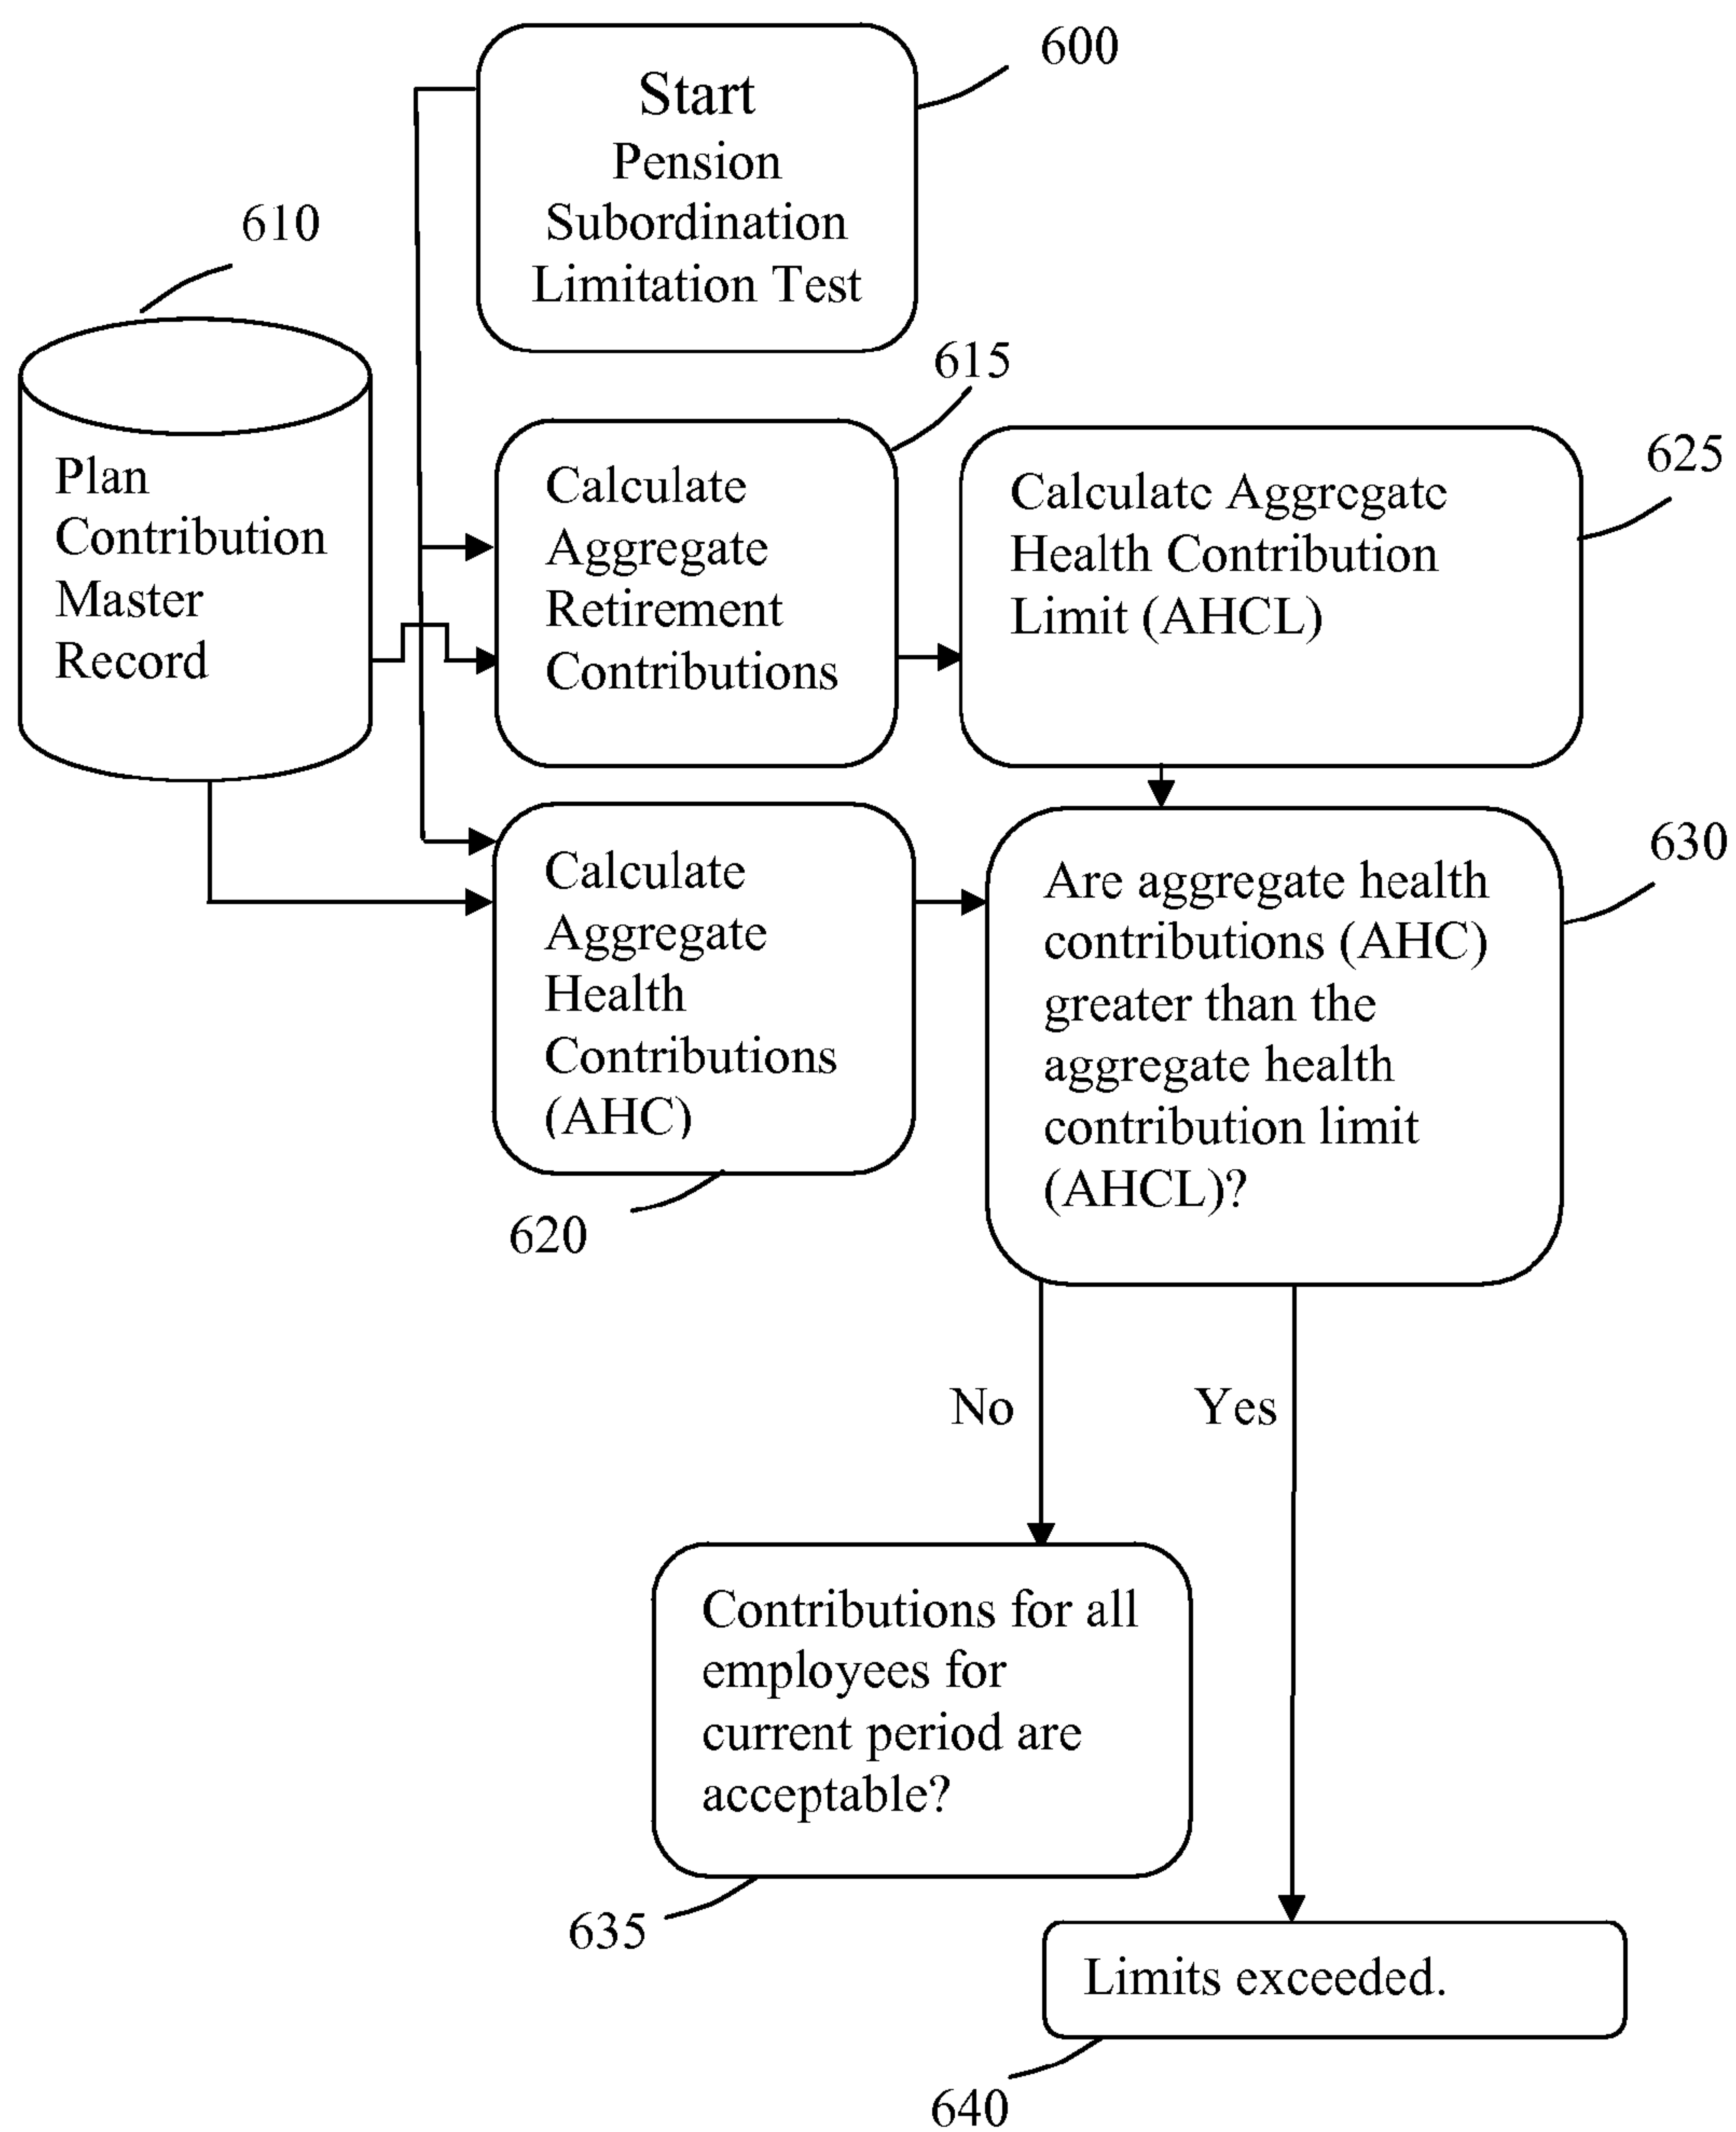 600
Start
Pension
Subordination
Limitation Test
610
Plan
Contribution
Master
Record
615
Calculate
Aggregate
Retirement
Contributions
625
Calculate Aggregate
Health Contribution
Limit (AHCL)
620
Calculate
Aggregate
Health
Contributions
(AHC)
630
Are aggregate health
contributions (AHC)
greater than the
aggregate health
contribution limit
(AHCL)?
No
Yes
Contributions for all
employees for
current period are
acceptable?
635
Limits exceeded.
640